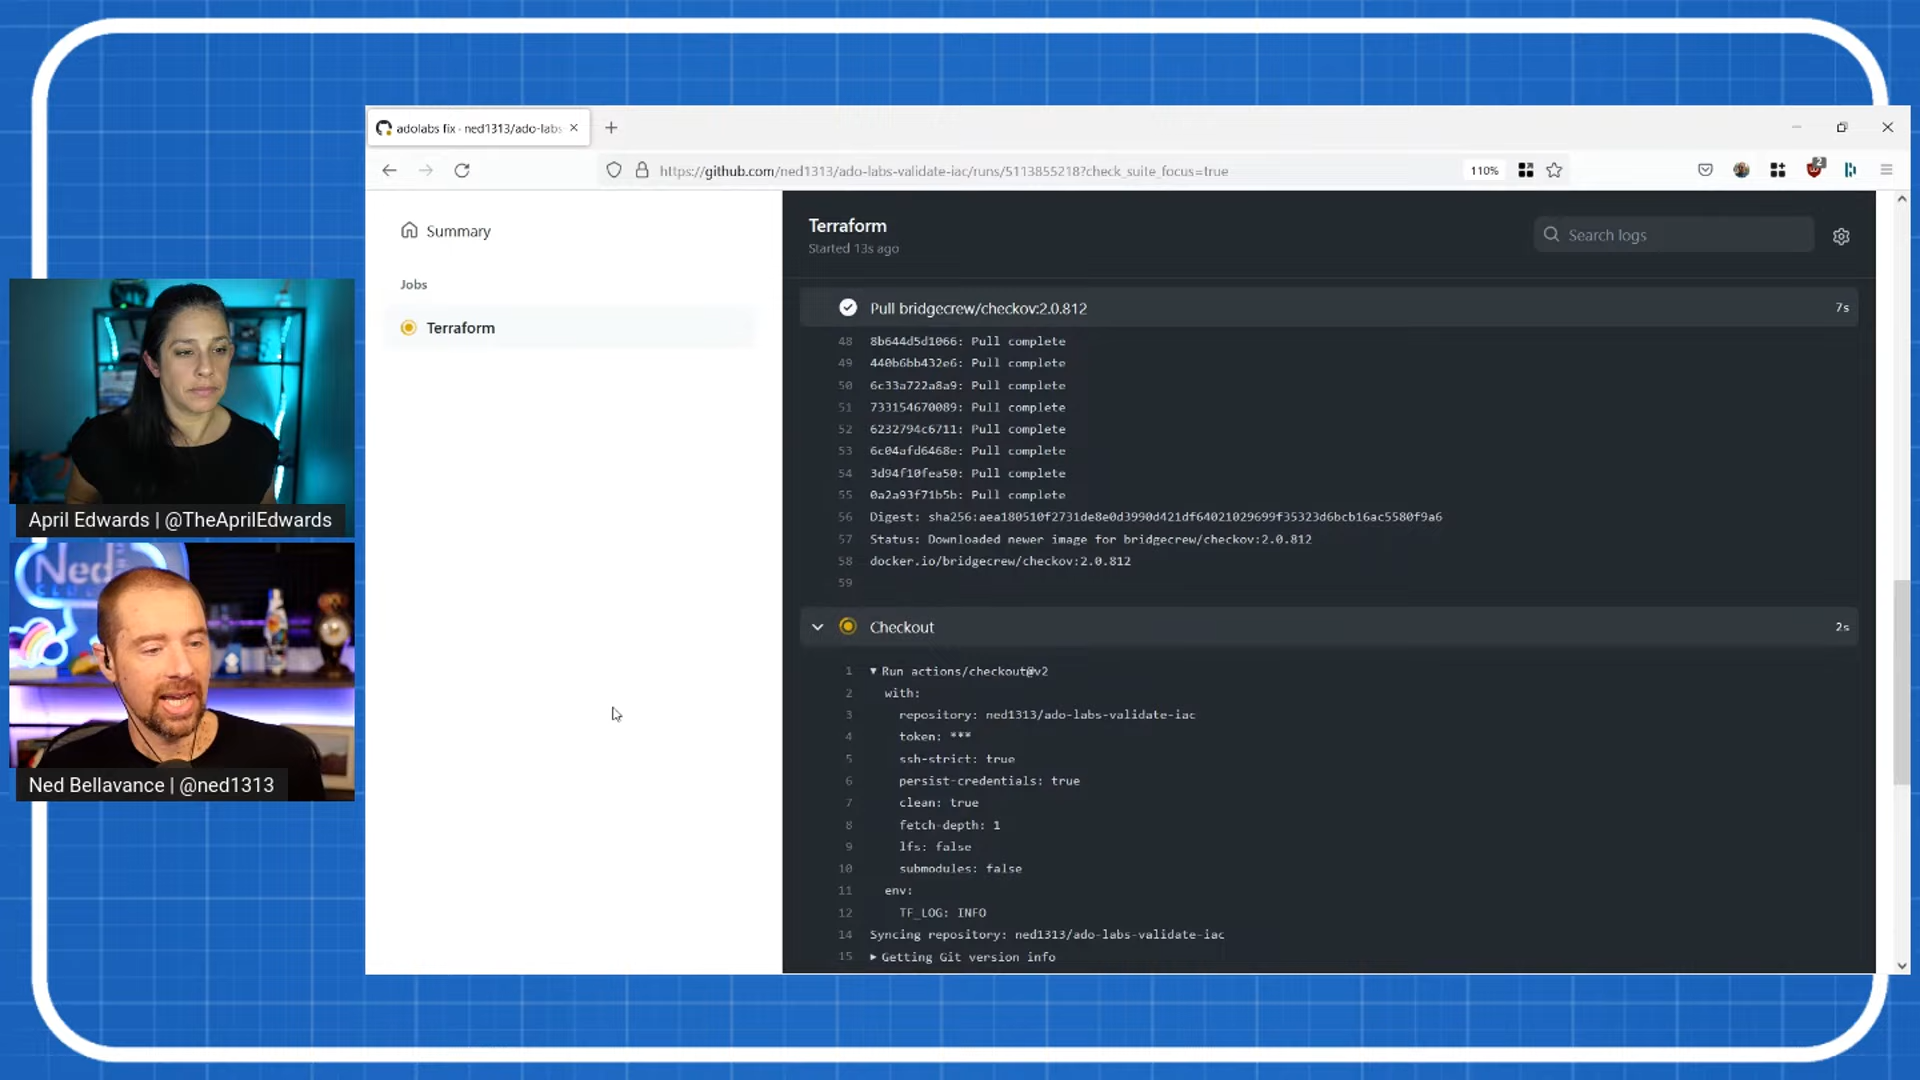 adolabs fix · ned1313/ado-labs
https://github.com/ned1313/ado-labs-validate-iac/runs/5113855218?check_suite_focus=true
110%
2
Summary
Jobs
Terraform
Terraform
Started 13s ago
Search logs
Pull bridgecrew/checkov:2.0.812
7s
48 8b644d5d1066: Pull complete
49 440b6bb432e6: Pull complete
50 6c33a722a8a9: Pull complete
51 733154670089: Pull complete
52 6232794c6711: Pull complete
53 6c04afd6468e: Pull complete
54 3d94f10fea50: Pull complete
55 0a2a93f71b5b: Pull complete
56 Digest: sha256:aea180510f2731de8e0d3990d421df64021029699f35323d6bcb16ac5580f9a6
57 Status: Downloaded newer image for bridgecrew/checkov:2.0.812
58 docker.io/bridgecrew/checkov:2.0.812
59
Checkout
2s
1 ▼ Run actions/checkout@v2
2 with:
3 repository: ned1313/ado-labs-validate-iac
4 token: ***
5 ssh-strict: true
6 persist-credentials: true
7 clean: true
8 fetch-depth: 1
9 lfs: false
10 submodules: false
11 env:
12 TF_LOG: INFO
14 Syncing repository: ned1313/ado-labs-validate-iac
15 ▶ Getting Git version info
April Edwards | @TheAprilEdwards
Ned
Ned Bellavance | @ned1313